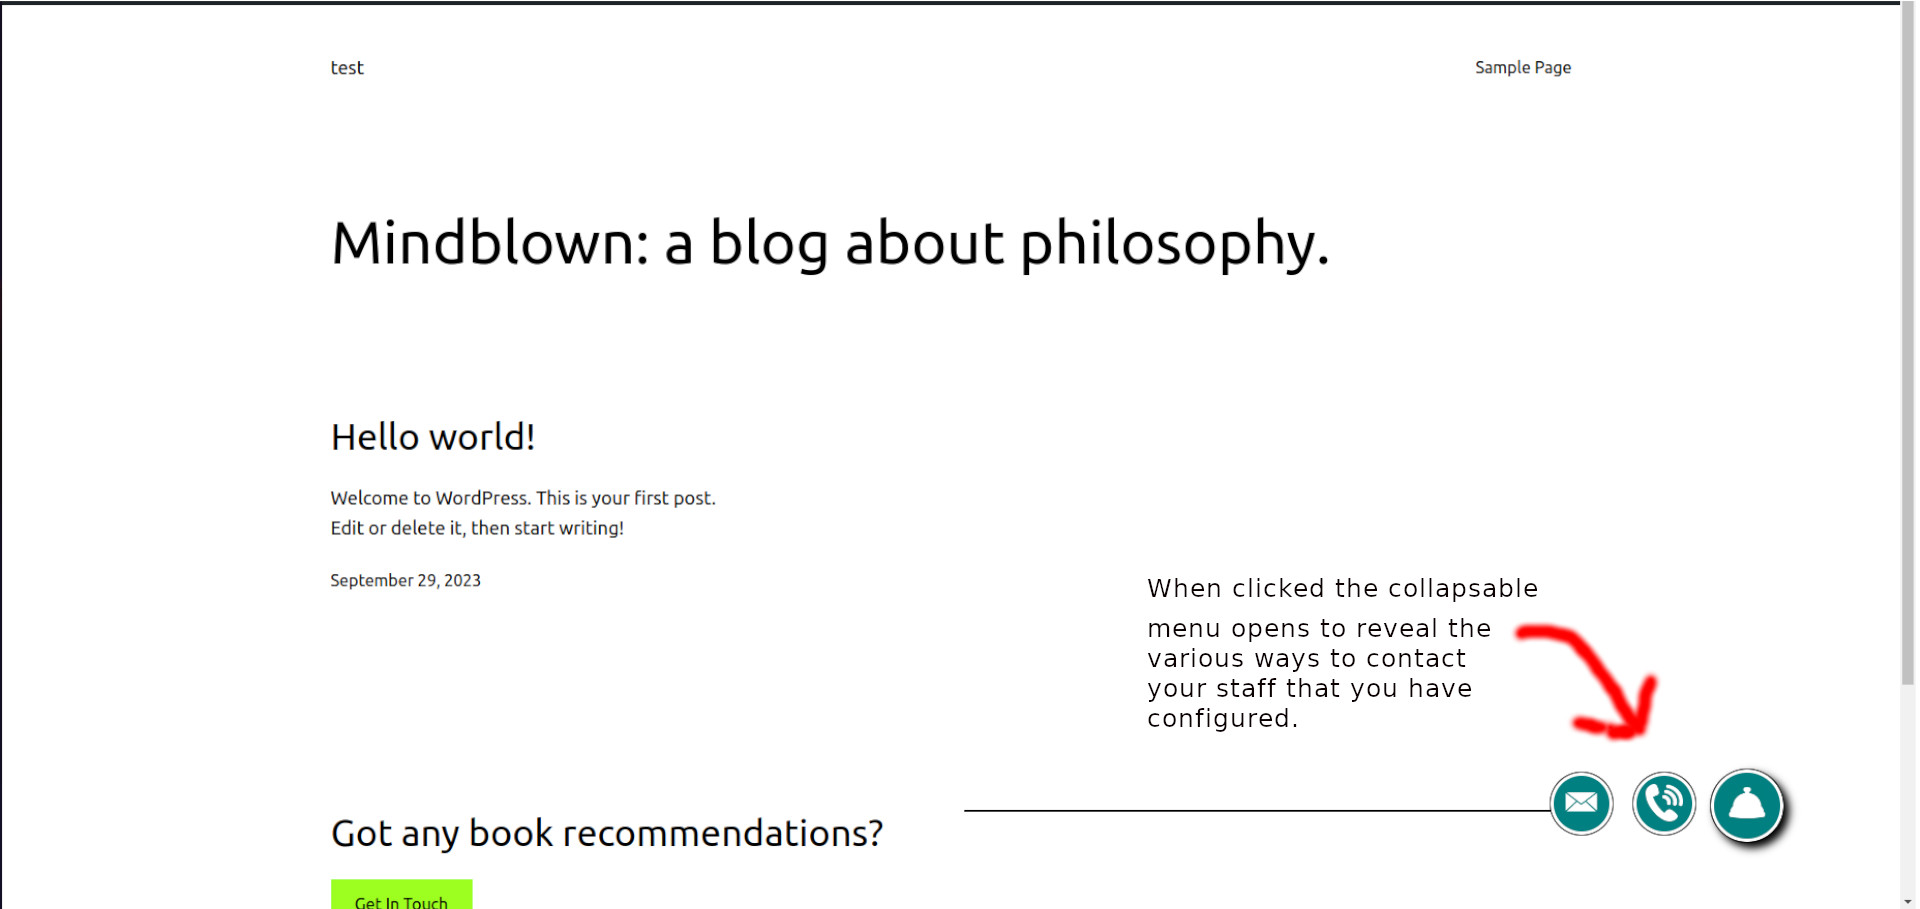 test
Sample Page
Mindblown: a blog about philosophy.
Hello world!
Welcome to WordPress. This is your first post.
Edit or delete it, then start writing!
September 29, 2023
When clicked the collapsable
menu opens to reveal the
various ways to contact
your staff that you have
configured.
Got any book recommendations?
Get In Touch